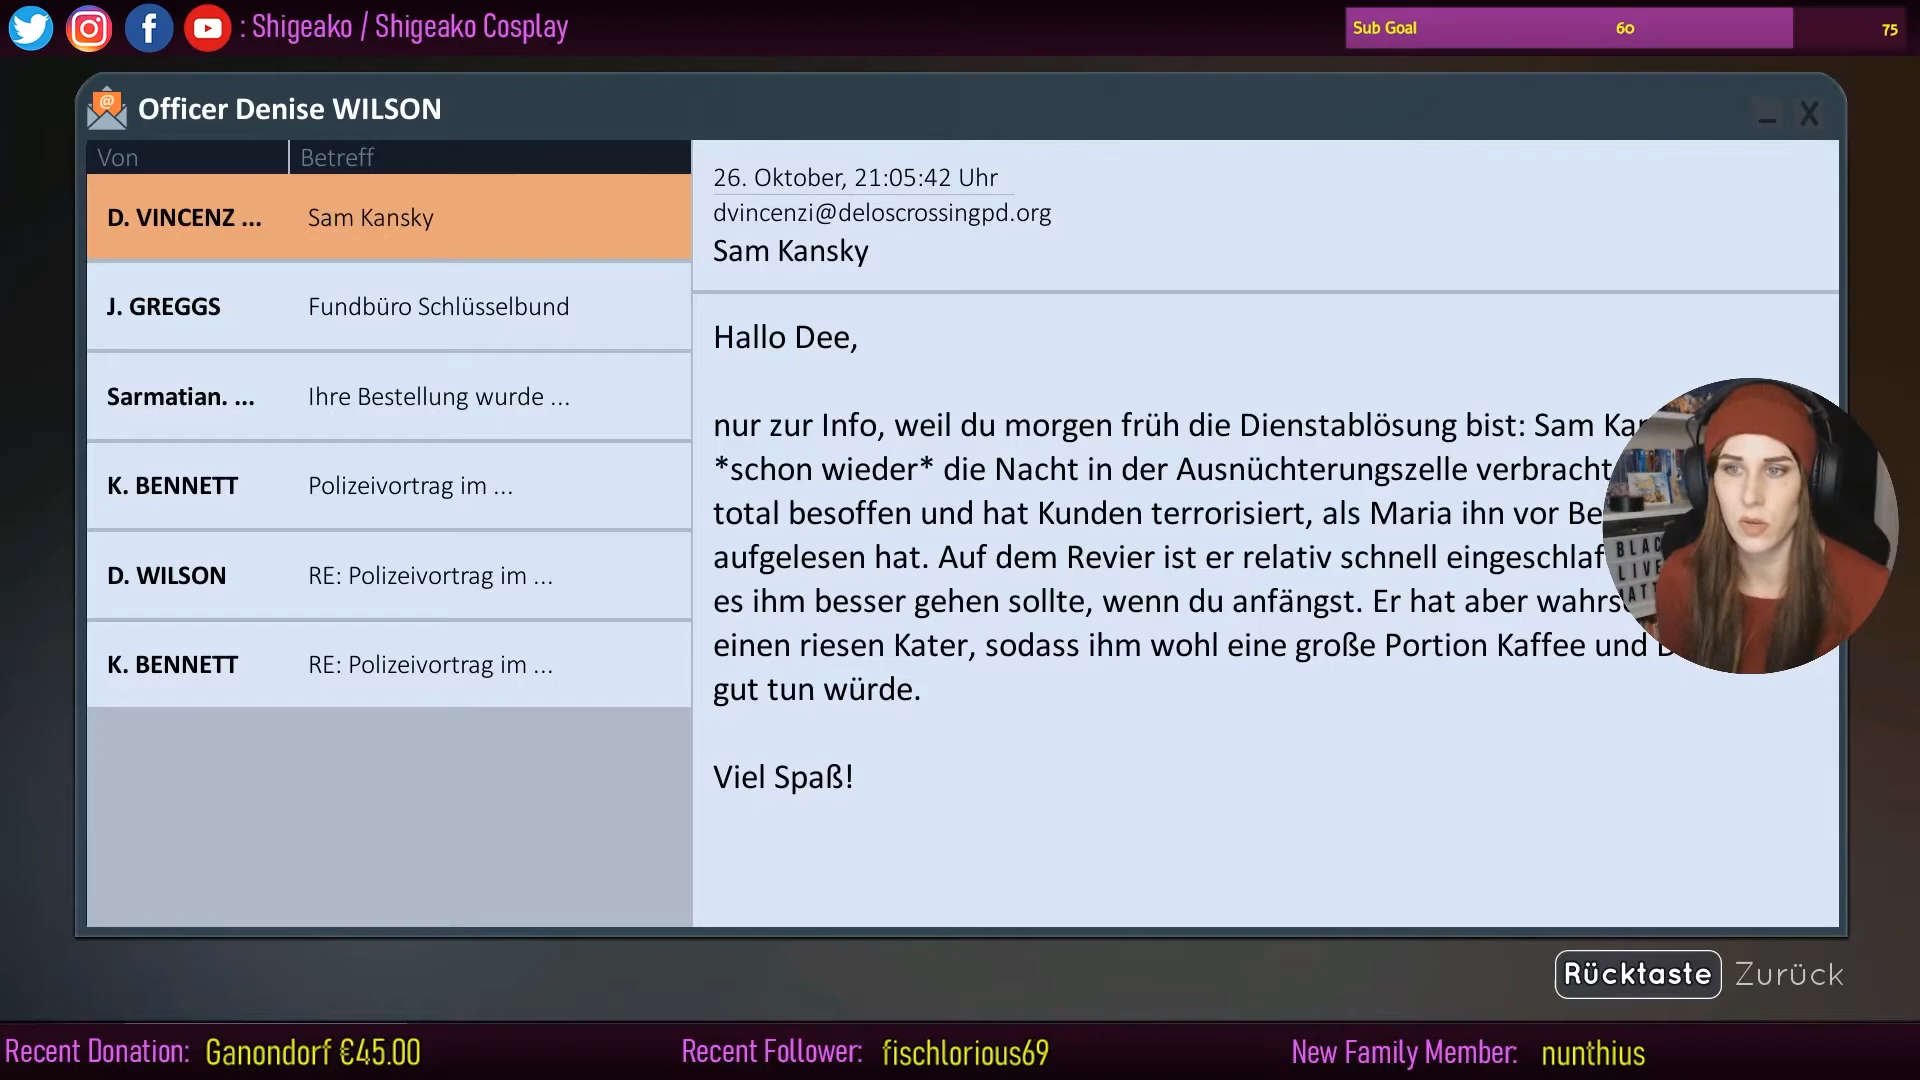 : Shigeako / Shigeako Cosplay
Sub Goal 60 75
Officer Denise WILSON
Von Betreff
D. VINCENZ ... Sam Kansky
J. GREGGS Fundbüro Schlüsselbund
Sarmatian. ... Ihre Bestellung wurde ...
K. BENNETT Polizeivortrag im ...
D. WILSON RE: Polizeivortrag im ...
K. BENNETT RE: Polizeivortrag im ...
26. Oktober, 21:05:42 Uhr
dvincenzi@deloscrossingpd.org
Sam Kansky
Hallo Dee,
nur zur Info, weil du morgen früh die Dienstablösung bist: Sam
*schon wieder* die Nacht in der Ausnüchterungszelle verbracht
total besoffen und hat Kunden terrorisiert, als Maria ihn vor
aufgelesen hat. Auf dem Revier ist er relativ schnell
es ihm besser gehen sollte, wenn du anfängst. Er hat aber
einen riesen Kater, sodass ihm wohl eine große Portion Kaffee und
gut tun würde.
Viel Spaß!
BLAC
LIVE
MATT
Rücktaste Zurück
Recent Donation: Ganondorf €45.00 Recent Follower: fischlorious69 New Family Member: nunthius